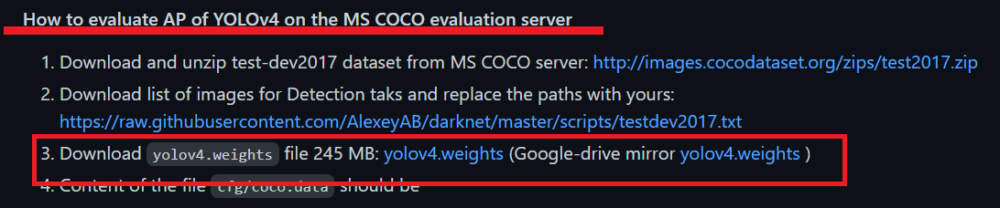 How to evaluate AP of YOLOv4 on the MS COCO evaluation server
1. Download and unzip test-dev2017 dataset from MS COCO server: http://images.cocodataset.org/zips/test2017.zip
2. Download list of images for Detection taks and replace the paths with yours:
https://raw.githubusercontent.com/AlexeyAB/darknet/master/scripts/testdev2017.txt
3. Download yolov4.weights file 245 MB: yolov4.weights (Google-drive mirror yolov4.weights )
4. Content of the file cfg/coco.data should be